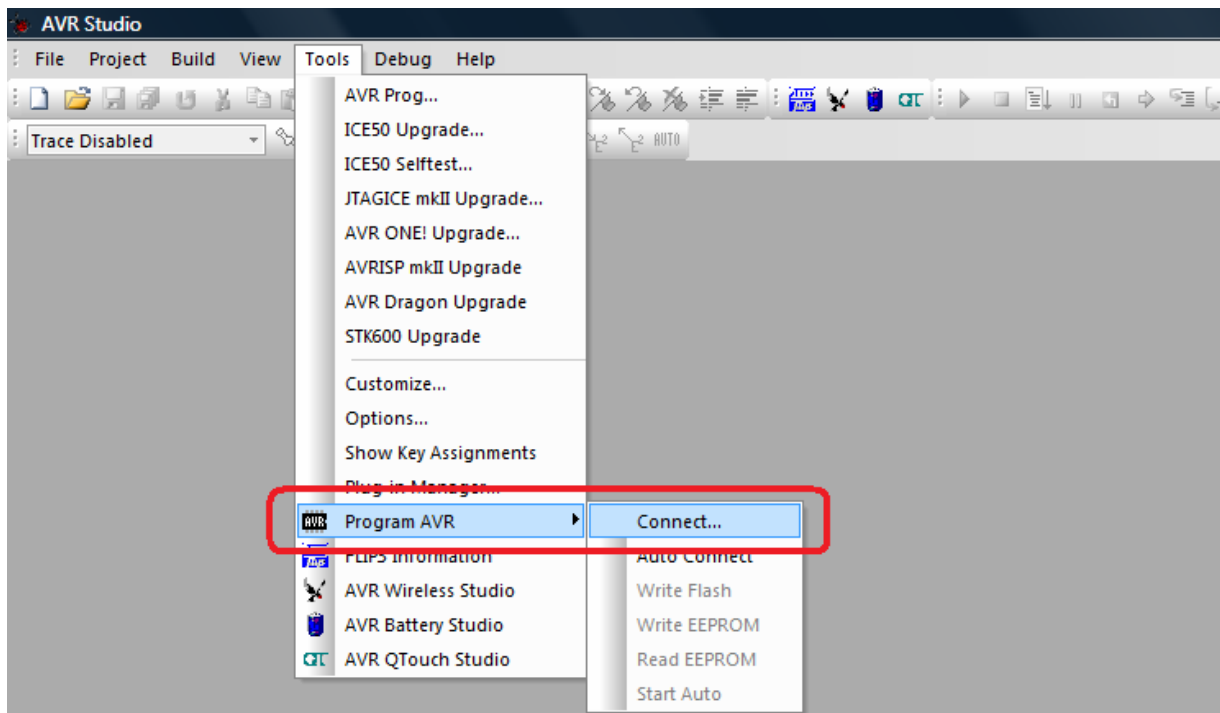 AVR Studio
File Project Build View Tools Debug Help
AVR Prog...
ICE50 Upgrade...
Trace Disabled
AUTO
ICE50 Selftest...
JTAGICE mkII Upgrade...
AVR ONE! Upgrade...
AVRISP mkII Upgrade
AVR Dragon Upgrade
STK600 Upgrade
Customize...
Options...
Show Key Assignments
Plug-in Manager...
AVR Program AVR
Connect...
FLIP3 Information
Auto Connect
AVR Wireless Studio
Write Flash
AVR Battery Studio
Write EEPROM
AVR QTouch Studio
Read EEPROM
Start Auto